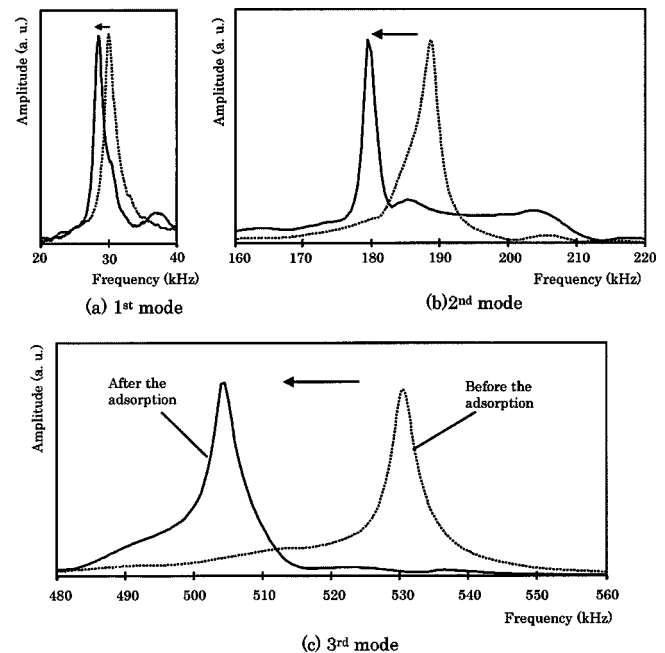 Amplitude (a. u.)
20 30 40
Frequency (kHz)
(a) 1st mode
Amplitude (a. u.)
160 170 180 190 200 210 220
Frequency (kHz)
(b)2nd mode
Amplitude (a. u.)
After the
adsorption
Before the
adsorption
480 490 500 510 520 530 540 550 560
Frequency (kHz)
(c) 3rd mode